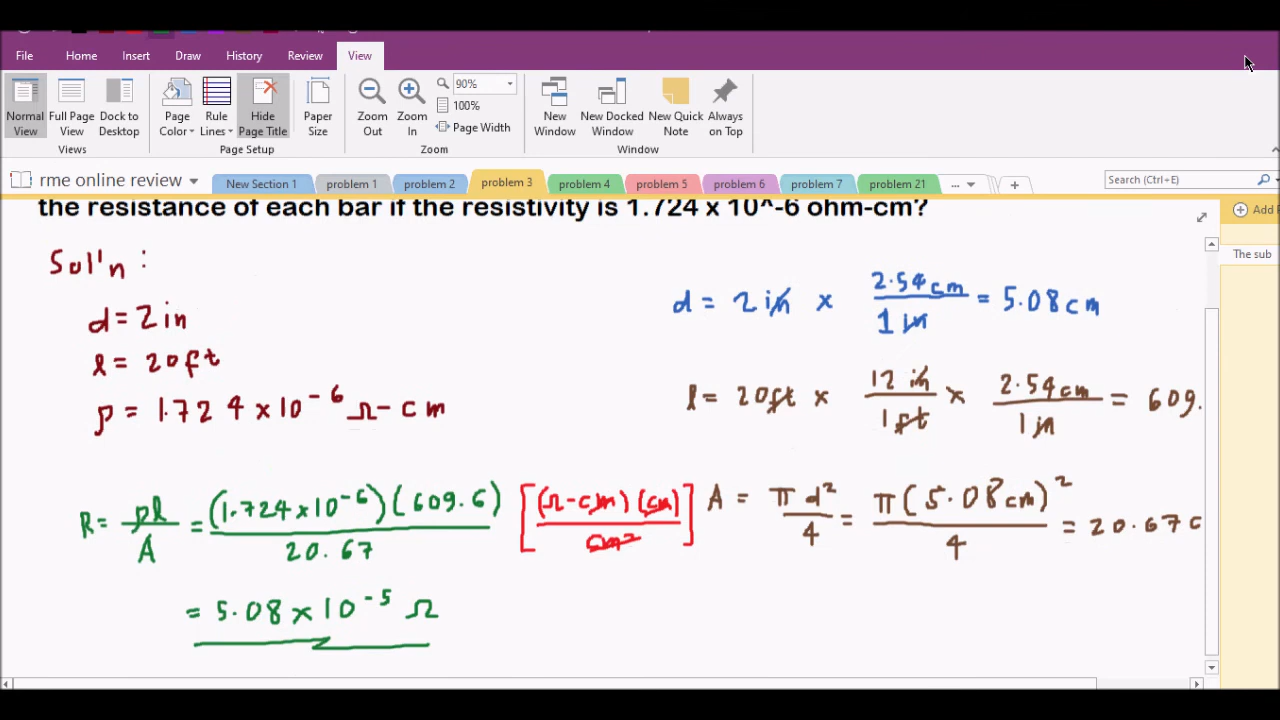 File Home Insert Draw History Review View
90%
100%
Page Width
Normal View
Full Page View
Dock to Desktop
Page Color
Rule Lines
Hide Page Title
Paper Size
Zoom Out
Zoom In
New Window
New Docked Window
New Quick Note
Always on Top
Views Page Setup Zoom Window
rme online review New Section 1 problem 1 problem 2 problem 3 problem 4 problem 5 problem 6 problem 7 problem 21 ... + Search (Ctrl+E)
Add P
The sub
the resistance of each bar if the resistivity is 1.724 x 10^-6 ohm-cm?
Sol'n :
d = 2 in
l = 20 ft
ρ = 1.724 x 10⁻⁶ Ω-cm
d = 2 in x 2.54 cm / 1 in = 5.08 cm
l = 20 ft x 12 in / 1 ft x 2.54 cm / 1 in = 609.
R = ρl / A = (1.724 x 10⁻⁶)(609.6) / 20.67 [(Ω-cm)(cm) / cm²]
= 5.08 x 10⁻⁵ Ω
A = πd² / 4 = π(5.08 cm)² / 4 = 20.67 c